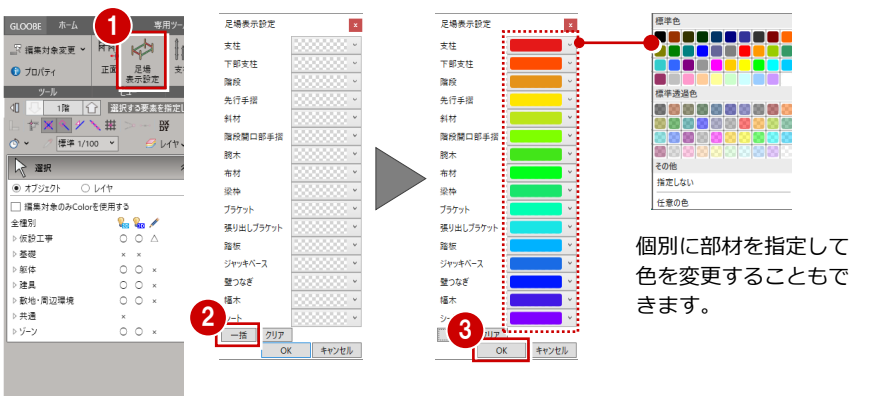 GLOOBE ホーム 専用ツー
1
編集対象変更
プロパティ
正面
足場
表示設定
ツール
1階 選択する要素を指定し
標準 1/100 レイヤ
選択
オブジェクト レイヤ
編集対象のみColorを使用する
全種別
仮設工事 ○ ○ △
基礎 × ×
躯体 ○ ○ ×
建具 ○ ○ ×
敷地・周辺環境 ○ ○ ×
共通 ×
ゾーン ○ ○ ×
足場表示設定 x
支柱
下部支柱
階段
先行手摺
斜材
階段開口部手摺
腕木
布材
梁枠
ブラケット
張り出しブラケット
踏板
ジャッキベース
壁つなぎ
幅木
シート
2
一括 クリア
OK キャンセル
足場表示設定 x
支柱
下部支柱
階段
先行手摺
斜材
階段開口部手摺
腕木
布材
梁枠
ブラケット
張り出しブラケット
踏板
ジャッキベース
壁つなぎ
幅木
3
OK キャンセル
標準色
標準透過色
その他
指定しない
任意の色
個別に部材を指定して
色を変更することもで
きます。